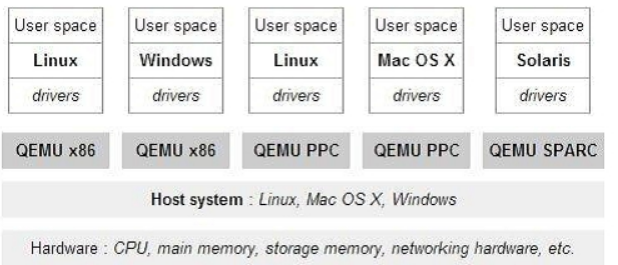 User space User space User space User space User space
Linux Windows Linux Mac OS X Solaris
drivers drivers drivers drivers drivers
QEMU x86 QEMU x86 QEMU PPC QEMU PPC QEMU SPARC
Host system : Linux, Mac OS X, Windows
Hardware : CPU, main memory, storage memory, networking hardware, etc.